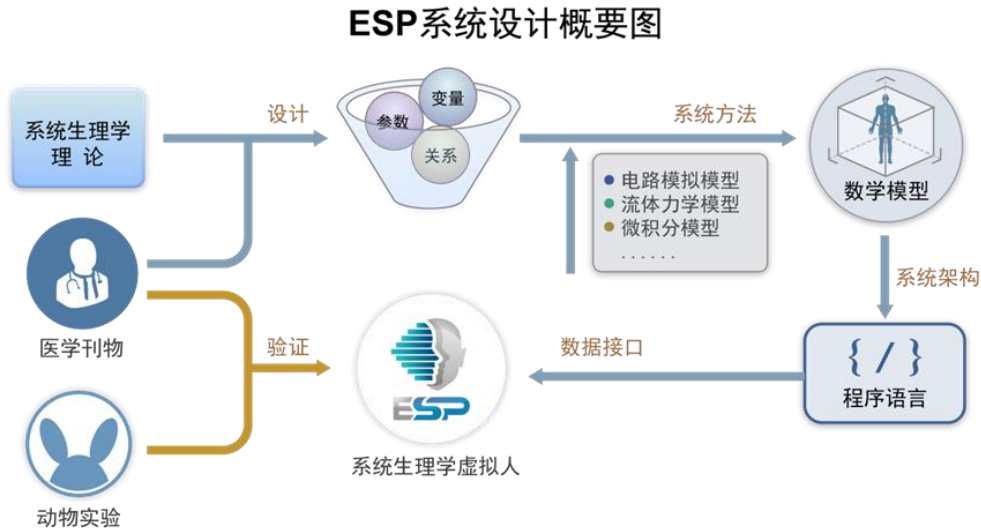 ESP系统设计概要图
系统生理学
理 论
设计
参数
变量
关系
系统方法
电路模拟模型
流体力学模型
微积分模型
......
数学模型
系统架构
医学刊物
验证
ESP
系统生理学虚拟人
数据接口
{ / }
程序语言
动物实验